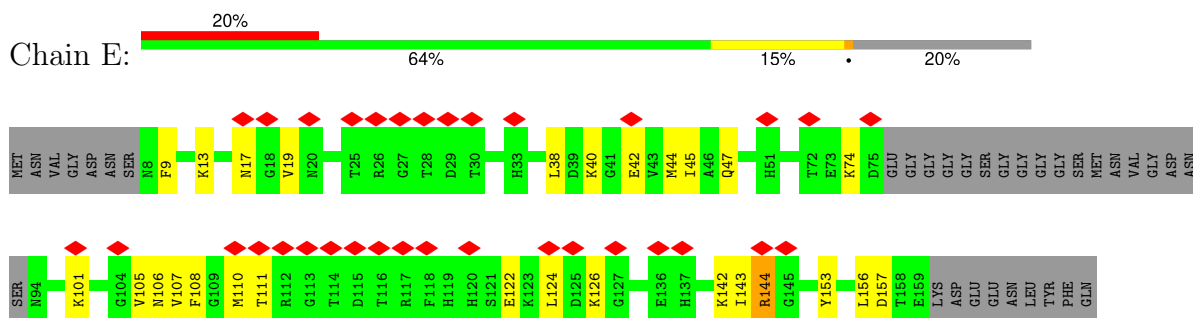 20%
Chain E:
64% 15% • 20%
MET ASN VAL GLY ASP ASN SER N8 F9 K13 N17 G18 V19 N20 T25 R26 G27 T28 D29 T30 H33 L38 D39 K40 G41 E42 V43 M44 I45 A46 Q47 H51 T72 E73 K74 D75 GLU GLY GLY GLY GLY SER GLY GLY GLY GLY SER MET ASN VAL GLY ASP ASN
SER N94 K101 G104 V105 N106 V107 F108 G109 M110 T111 R112 G113 T114 D115 T116 R117 F118 H119 H120 S121 E122 K123 L124 D125 K126 G127 E136 H137 K142 I143 R144 G145 Y153 L156 D157 T158 E159 LYS ASP GLU GLU ASN LEU TYR PHE GLN